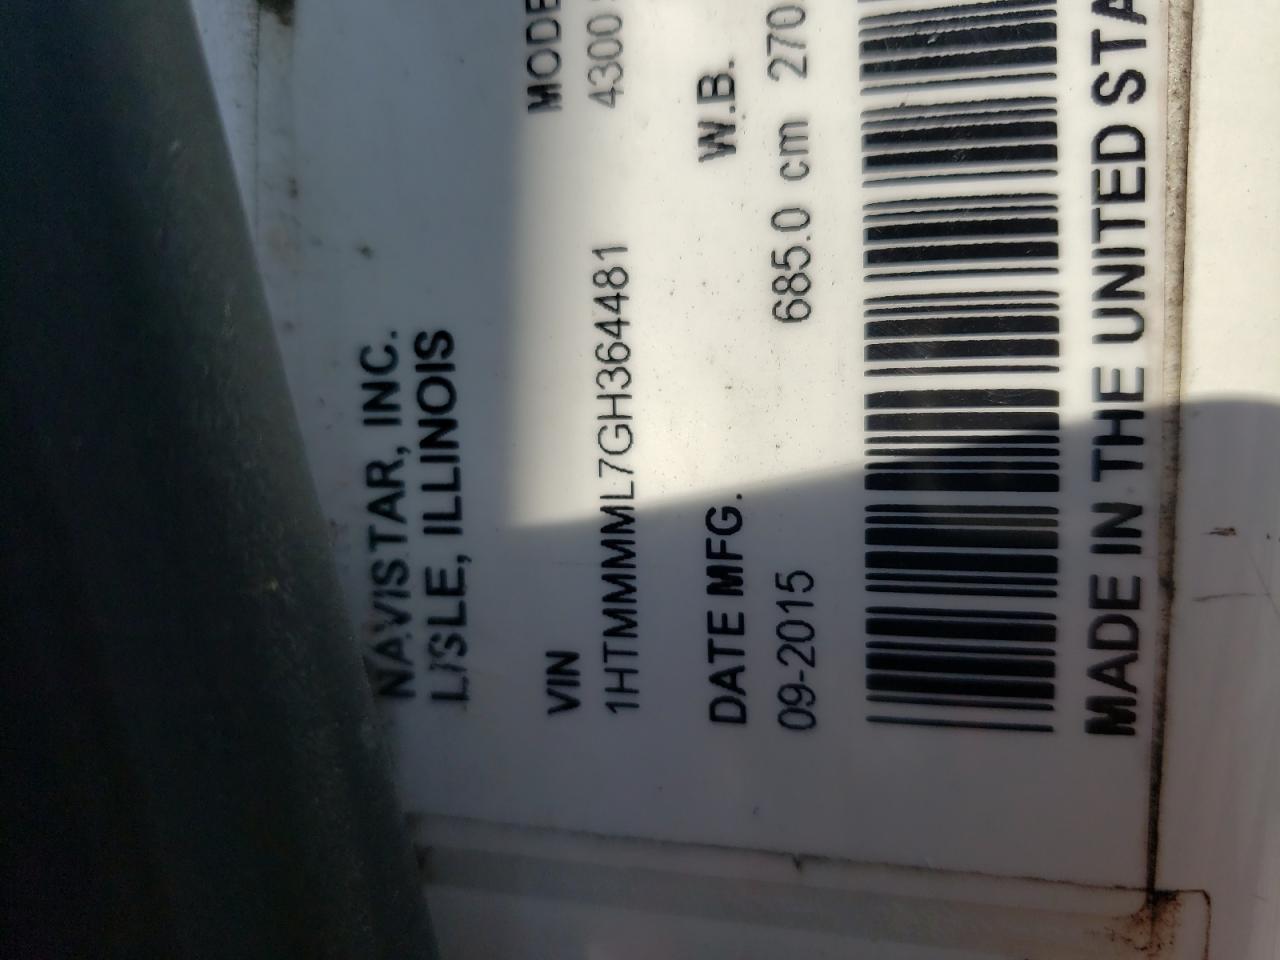 NAVISTAR, INC.
LISLE, ILLINOIS
VIN MODE
1HTMMMML7GH364481 4300
DATE MFG. W.B.
09-2015 685.0 cm 270
MADE IN THE UNITED STA